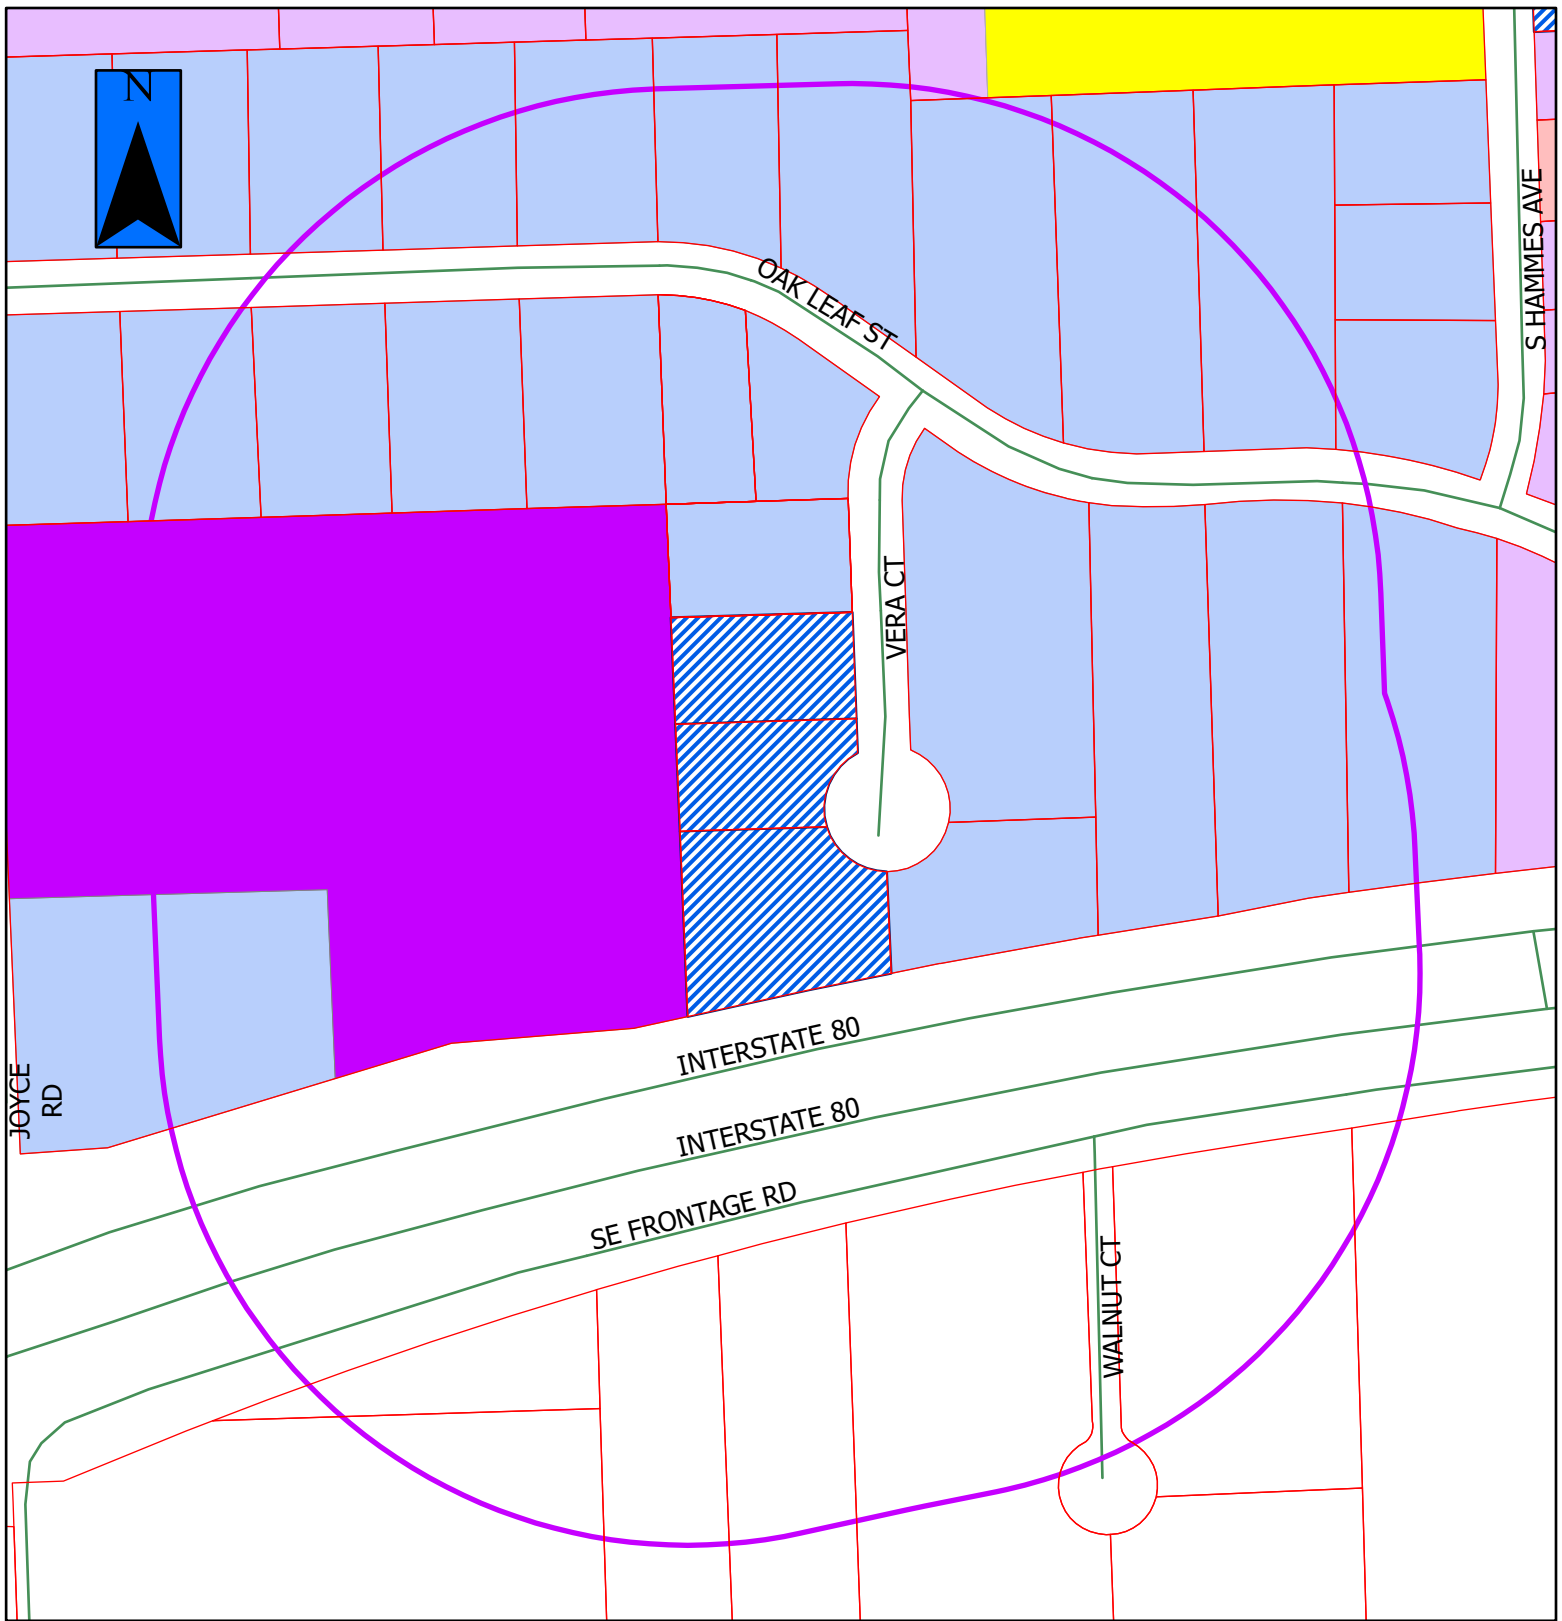 N
S HAMMES AVE
OAK LEAF ST
VERA CT
INTERSTATE 80
JOYCE
RD
INTERSTATE 80
SE FRONTAGE RD
WALNUT CT